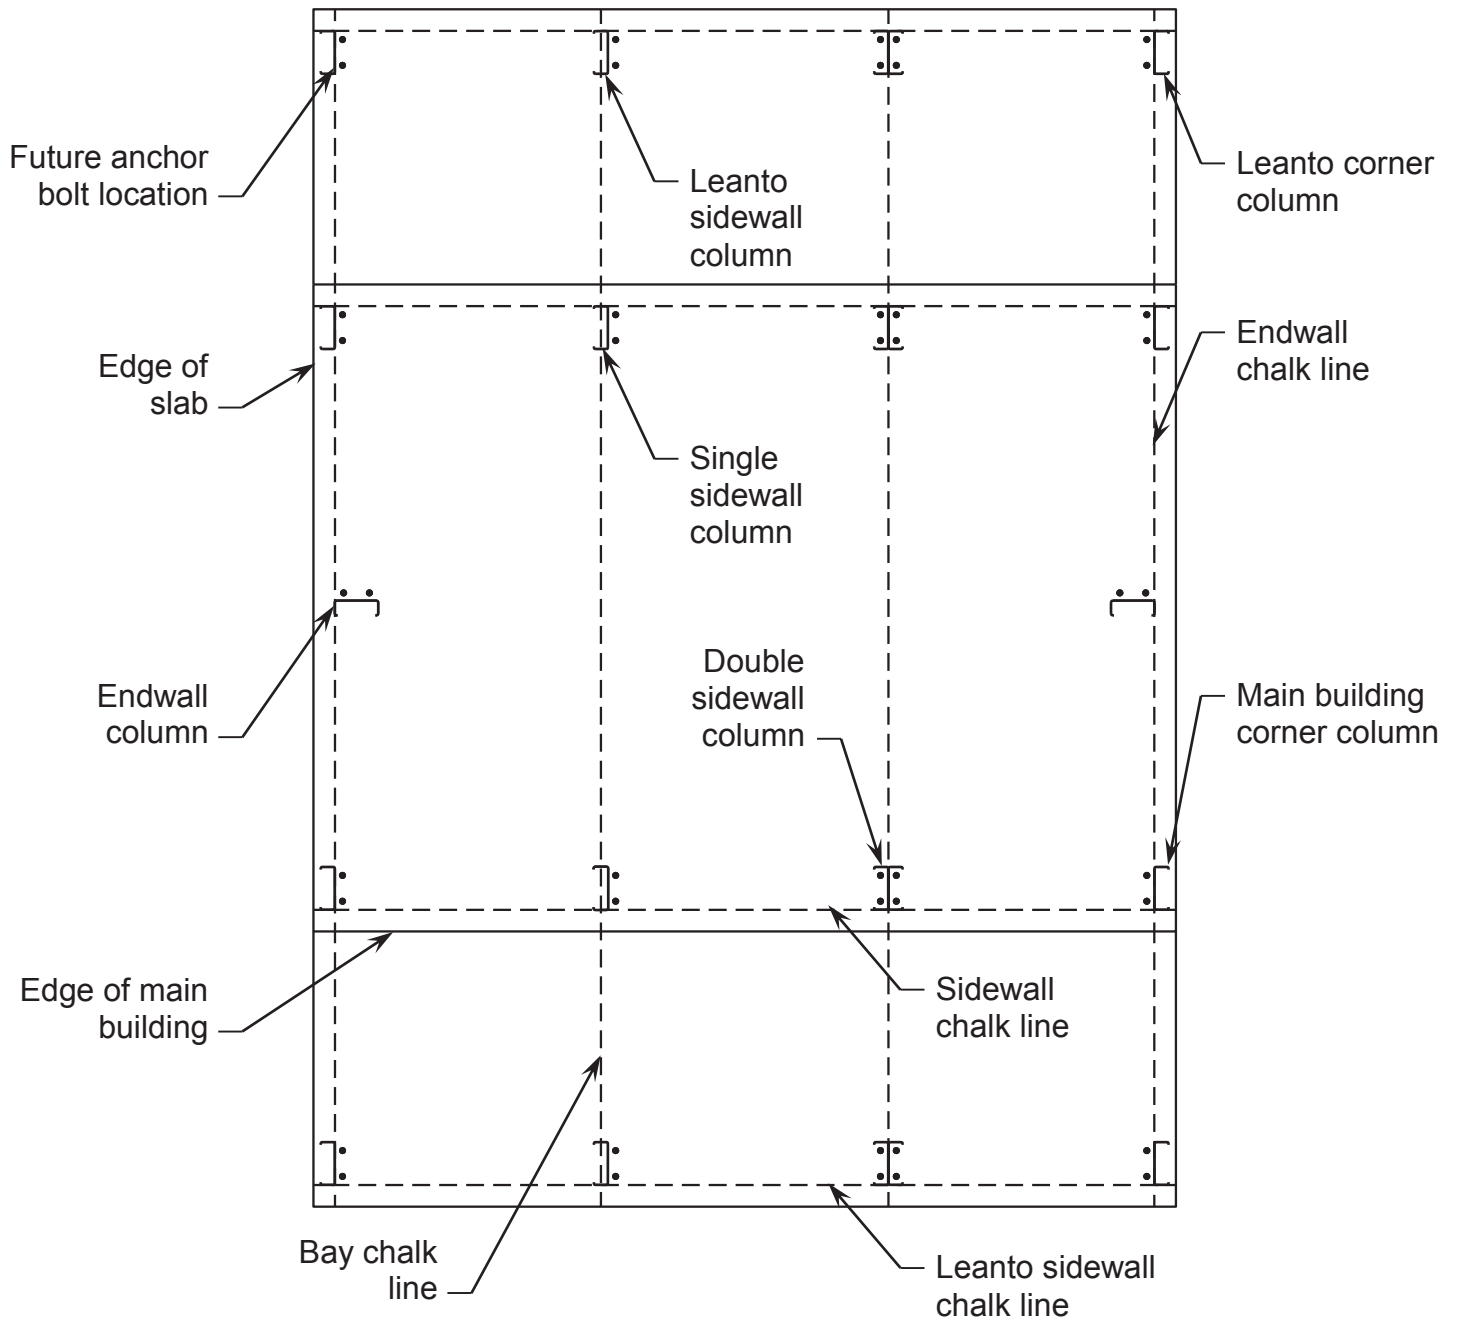 Future anchor
bolt location
Leanto
sidewall
column
Leanto corner
column
Edge of
slab
Endwall
chalk line
Single
sidewall
column
Endwall
column
Double
sidewall
column
Main building
corner column
Edge of main
building
Sidewall
chalk line
Bay chalk
line
Leanto sidewall
chalk line